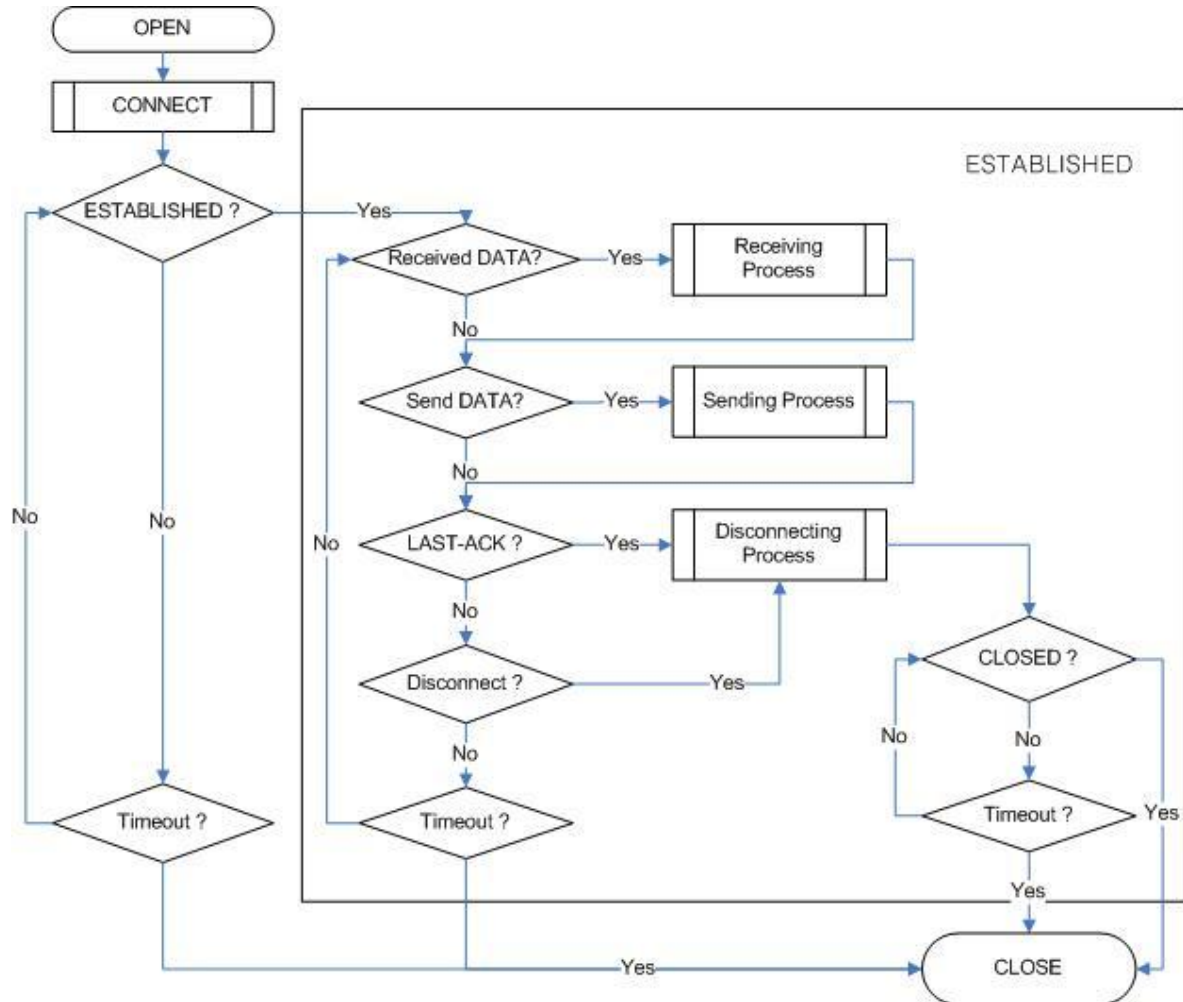 OPEN
CONNECT
ESTABLISHED
ESTABLISHED ?
Yes
Received DATA?
Yes
Receiving
Process
No
Send DATA?
Yes
Sending Process
No
No
No
No
LAST-ACK ?
Yes
Disconnecting
Process
No
CLOSED ?
Disconnect ?
Yes
No
No
No
Timeout ?
Timeout ?
Timeout ?
Yes
Yes
Yes
CLOSE